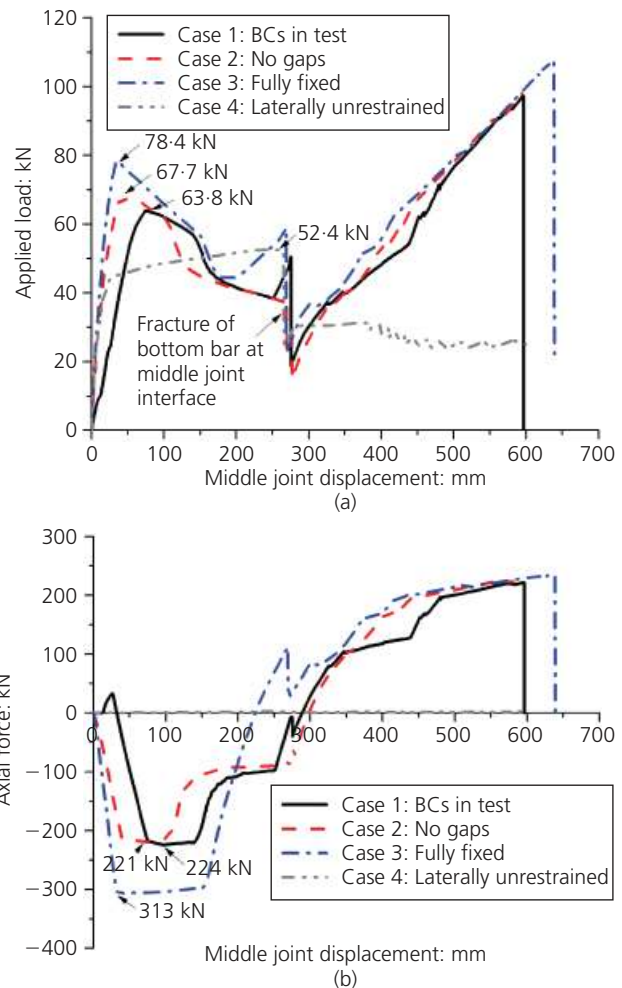 Case 1: BCs in test
Case 2: No gaps
Case 3: Fully fixed
Case 4: Laterally unrestrained
120
100
80
60
40
20
0
Applied load: kN
78·4 kN
67·7 kN
63·8 kN
52·4 kN
Fracture of
bottom bar at
middle joint
interface
0 100 200 300 400 500 600 700
Middle joint displacement: mm
(a)
300
200
100
0
−100
−200
−300
−400
Axial force: kN
0 100 200 300 400 500 600 700
221 kN
224 kN
313 kN
Case 1: BCs in test
Case 2: No gaps
Case 3: Fully fixed
Case 4: Laterally unrestrained
Middle joint displacement: mm
(b)